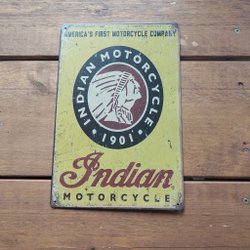 AMERICA'S FIRST MOTORCYCLE COMPANY
INDIAN MOTORCYCLE
• 1901 •
Indian
MOTORCYCLE